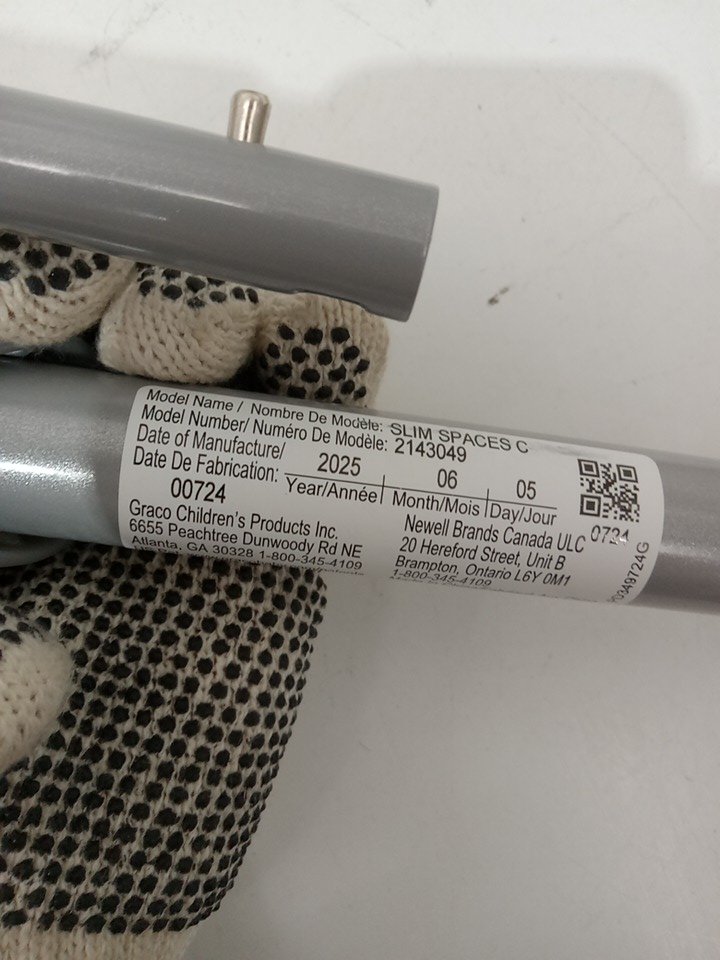 Model Name / Nombre De Modèle: SLIM SPACES C
Model Number/ Numéro De Modèle: 2143049
Date of Manufacture/
Date De Fabrication: 2025 06 05
Year/Année Month/Mois Day/Jour
00724
Graco Children's Products Inc.
6655 Peachtree Dunwoody Rd NE
Atlanta, GA 30328 1-800-345-4109
Newell Brands Canada ULC
20 Hereford Street, Unit B
Brampton, Ontario L6Y 0M1
1-800-345-4109
0724